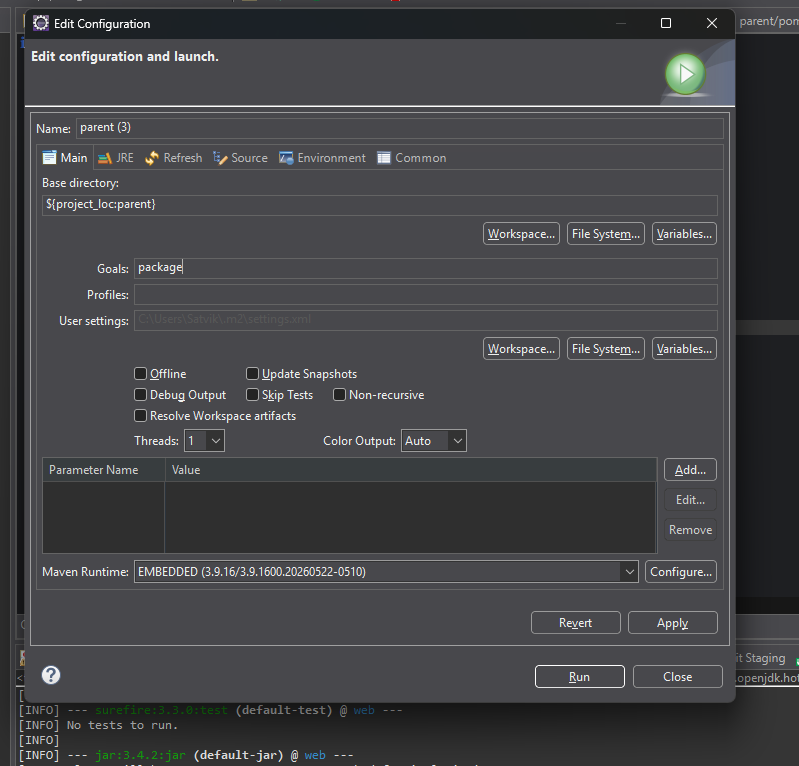 Edit Configuration
parent/pom
Edit configuration and launch.
Name: parent (3)
Main JRE Refresh Source Environment Common
Base directory:
${project_loc:parent}
Workspace... File System... Variables...
Goals: package
Profiles:
User settings: C:\Users\Satvik\.m2\settings.xml
Workspace... File System... Variables...
Offline Update Snapshots
Debug Output Skip Tests Non-recursive
Resolve Workspace artifacts
Threads: 1 Color Output: Auto
Parameter Name Value Add...
Edit...
Remove
Maven Runtime: EMBEDDED (3.9.16/3.9.1600.20260522-0510) Configure...
Revert Apply
it Staging
Run Close
.openjdk.hot
[INFO] --- surefire:3.3.0:test (default-test) @ web ---
[INFO] No tests to run.
[INFO]
[INFO] --- jar:3.4.2:jar (default-jar) @ web ---